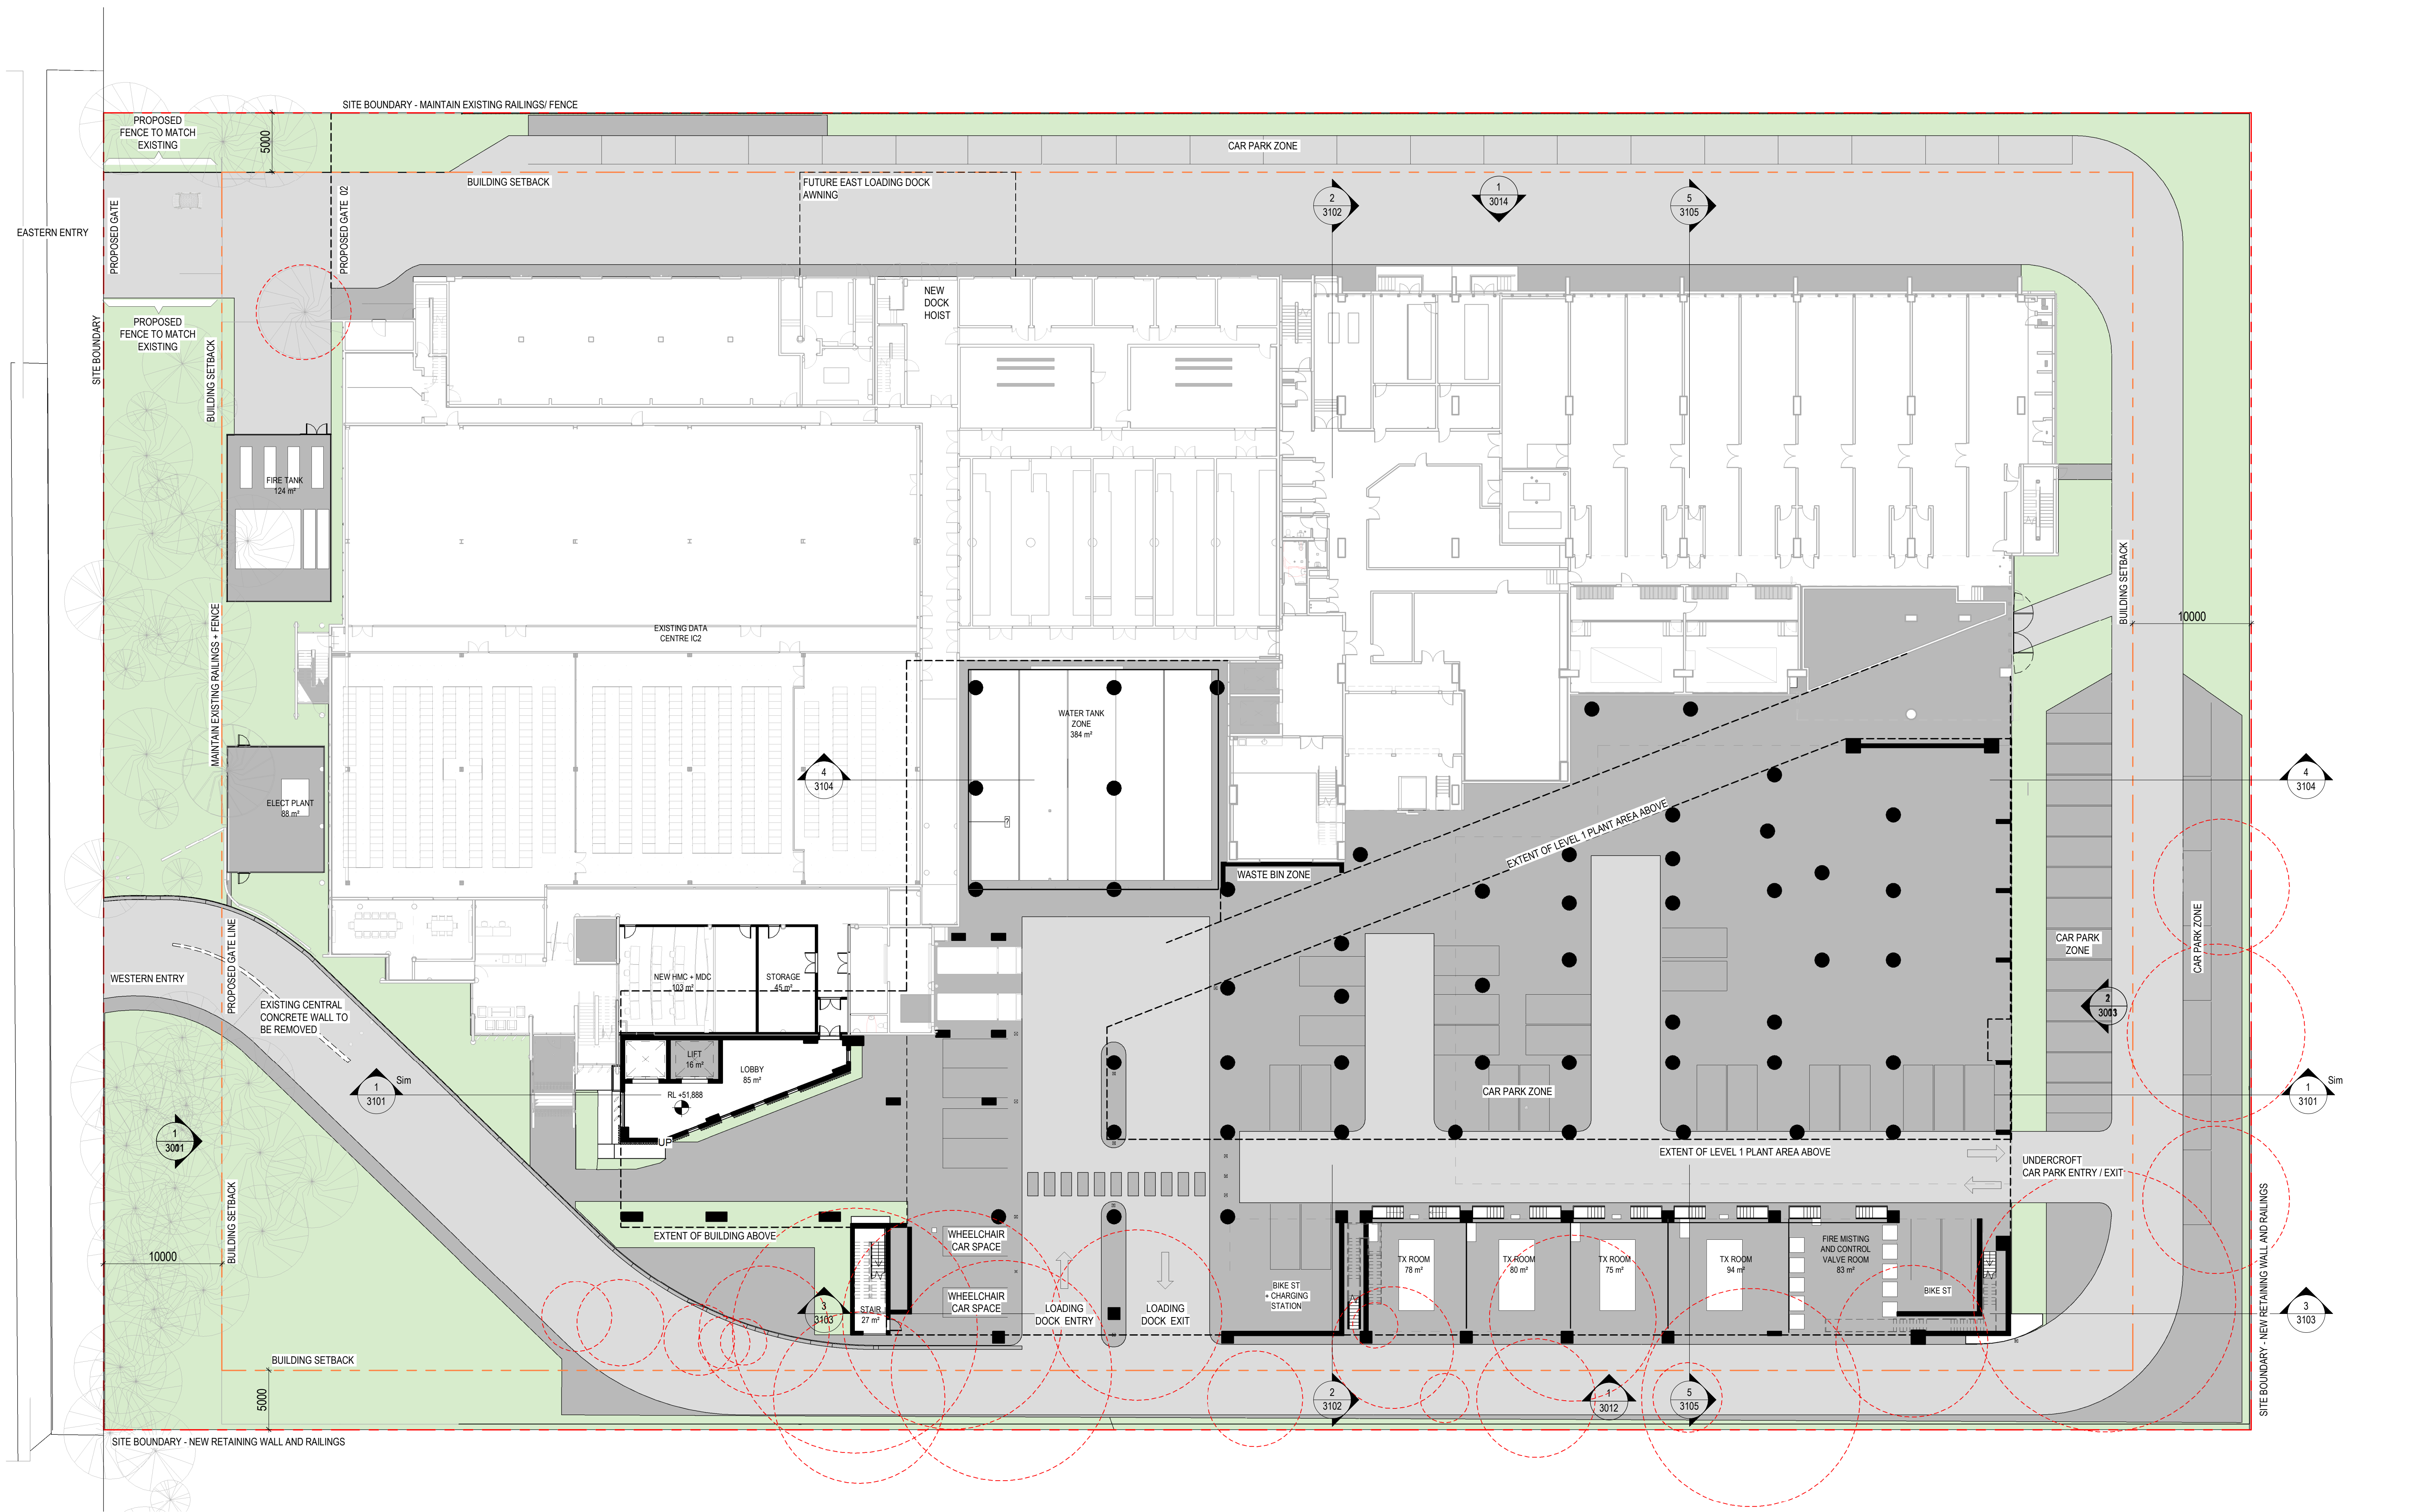 SITE BOUNDARY - MAINTAIN EXISTING RAILINGS/ FENCE
PROPOSED
FENCE TO MATCH
EXISTING
5000
CAR PARK ZONE
BUILDING SETBACK
FUTURE EAST LOADING DOCK
AWNING
PROPOSED GATE
PROPOSED GATE 02
EASTERN ENTRY
2
3102
1
3014
5
3105
NEW
DOCK
HOIST
PROPOSED
FENCE TO MATCH
EXISTING
SITE BOUNDARY
BUILDING SETBACK
FIRE TANK
124 m²
MAINTAIN EXISTING RAILINGS + FENCE
EXISTING DATA
CENTRE IC2
BUILDING SETBACK
10000
WATER TANK
ZONE
384 m²
4
3104
4
3104
ELECT PLANT
88 m²
EXTENT OF LEVEL 1 PLANT AREA ABOVE
WASTE BIN ZONE
WESTERN ENTRY
PROPOSED GATE LINE
EXISTING CENTRAL
CONCRETE WALL TO
BE REMOVED
NEW HMC + MDC
103 m²
STORAGE
45 m²
CAR PARK
ZONE
CAR PARK ZONE
LIFT
16 m²
LOBBY
85 m²
RL +51,888
UP
1
3101
Sim
CAR PARK ZONE
1
3101
Sim
1
EXTENT OF LEVEL 1 PLANT AREA ABOVE
UNDERCROFT
CAR PARK ENTRY / EXIT
BUILDING SETBACK
10000
EXTENT OF BUILDING ABOVE
WHEELCHAIR
CAR SPACE
WHEELCHAIR
CAR SPACE
STAIR
27 m²
3
3103
LOADING
DOCK ENTRY
LOADING
DOCK EXIT
BIKE ST
+ CHARGING
STATION
TX ROOM
78 m²
TX ROOM
80 m²
TX ROOM
75 m²
TX ROOM
94 m²
FIRE MISTING
AND CONTROL
VALVE ROOM
83 m²
BIKE ST
3
3103
SITE BOUNDARY - NEW RETAINING WALL AND RAILINGS
BUILDING SETBACK
5000
2
3102
1
3012
5
3105
SITE BOUNDARY - NEW RETAINING WALL AND RAILINGS